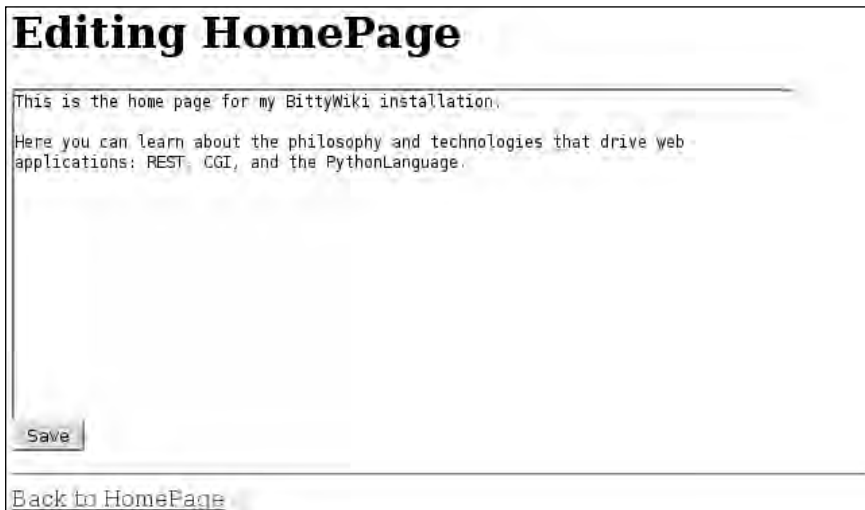 Editing HomePage
This is the home page for my BittyWiki installation.
Here you can learn about the philosophy and technologies that drive web
applications: REST, CGI, and the PythonLanguage.
Save
Back to HomePage